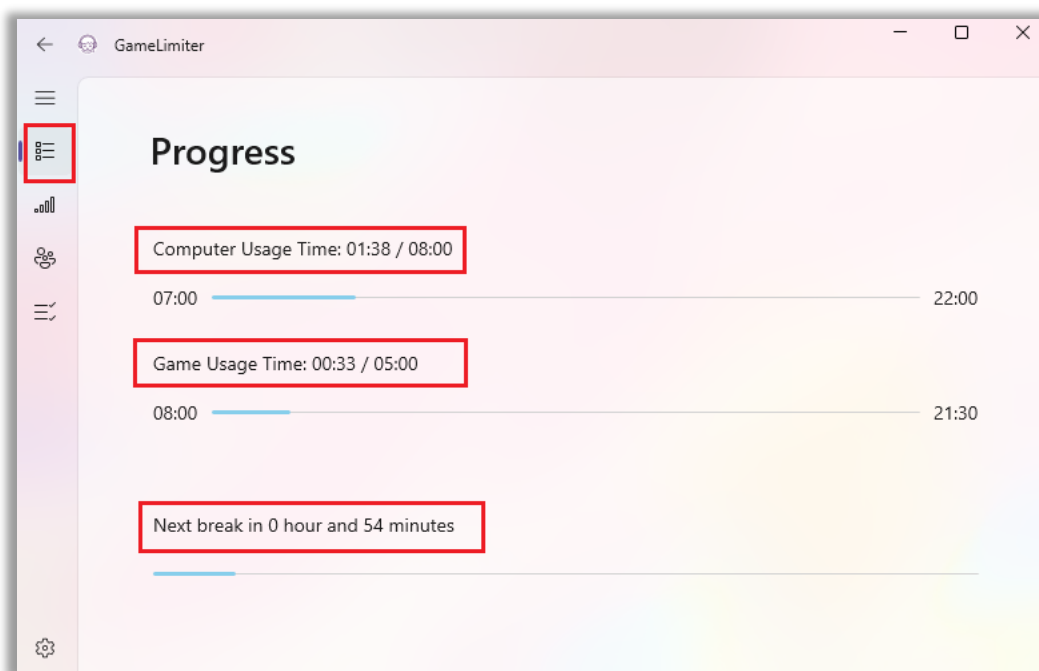 GameLimiter
Progress
Computer Usage Time: 01:38 / 08:00
07:00 22:00
Game Usage Time: 00:33 / 05:00
08:00 21:30
Next break in 0 hour and 54 minutes